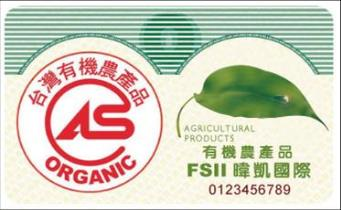 台灣有機農產品
CAS
ORGANIC
AGRICULTURAL
PRODUCTS
有機農產品
FSII 暐凱國際
0123456789